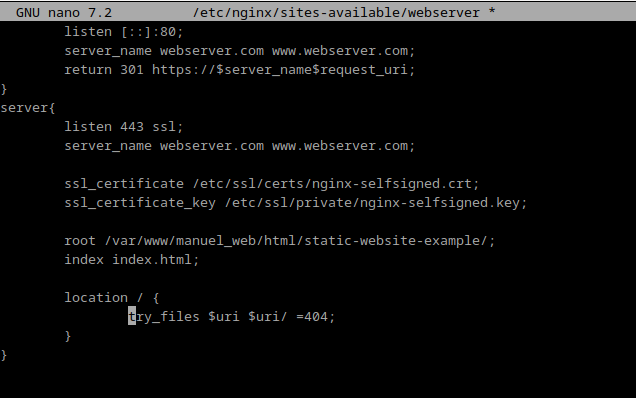 GNU nano 7.2 /etc/nginx/sites-available/webserver *
listen [::]:80;
server_name webserver.com www.webserver.com;
return 301 https://$server_name$request_uri;
}
server{
listen 443 ssl;
server_name webserver.com www.webserver.com;
ssl_certificate /etc/ssl/certs/nginx-selfsigned.crt;
ssl_certificate_key /etc/ssl/private/nginx-selfsigned.key;
root /var/www/manuel_web/html/static-website-example/;
index index.html;
location / {
try_files $uri $uri/ =404;
}
}